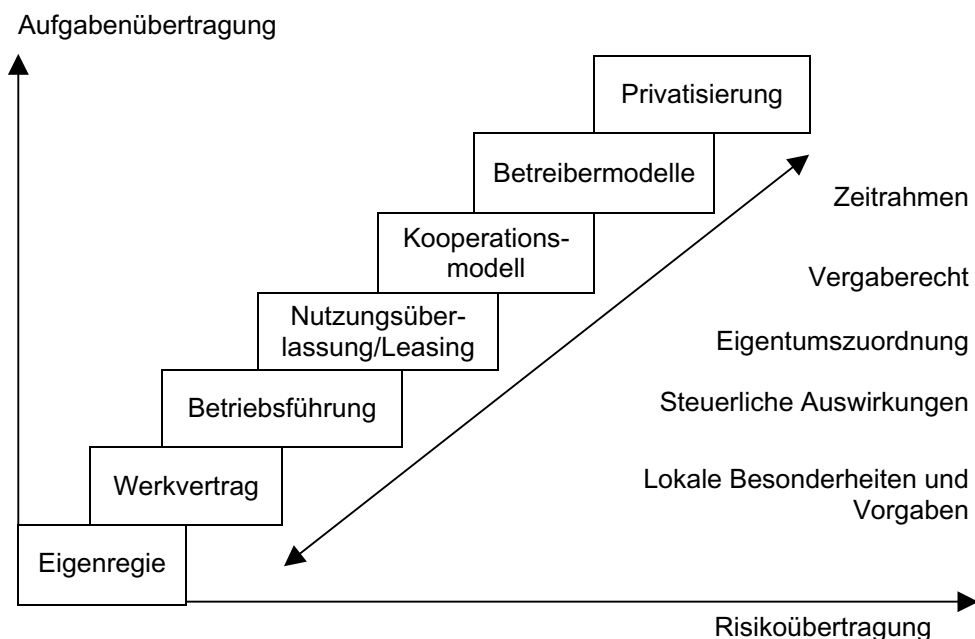 Aufgabenübertragung
Privatisierung
Betreibermodelle
Zeitrahmen
Kooperations-
modell
Vergaberecht
Nutzungsüber-
lassung/Leasing
Eigentumszuordnung
Betriebsführung
Steuerliche Auswirkungen
Werkvertrag
Lokale Besonderheiten und
Vorgaben
Eigenregie
Risikoübertragung